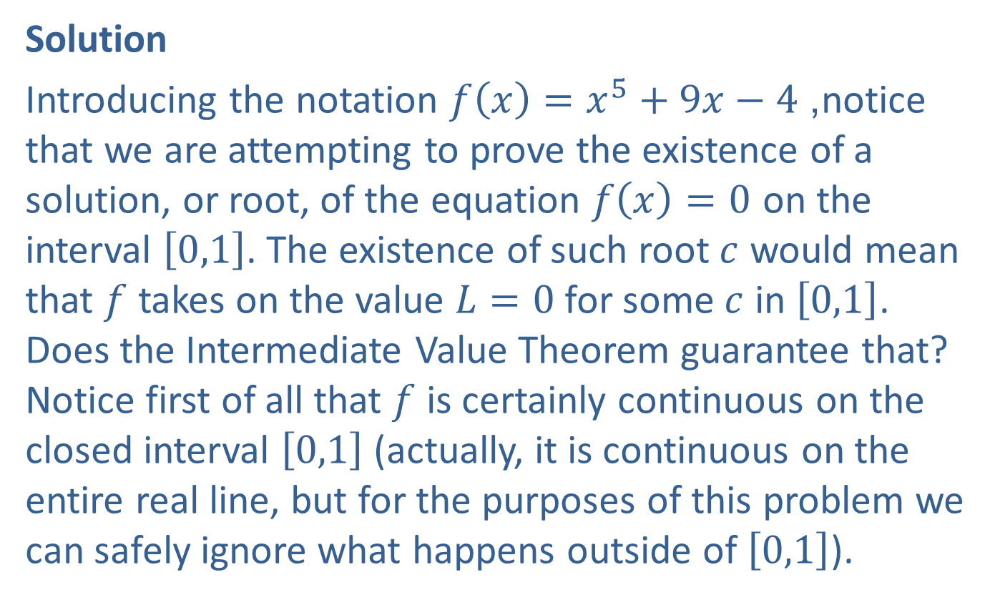 Solution
Introducing the notation f(x) = x⁵ + 9x − 4 ,notice
that we are attempting to prove the existence of a
solution, or root, of the equation f(x) = 0 on the
interval [0,1]. The existence of such root c would mean
that f takes on the value L = 0 for some c in [0,1].
Does the Intermediate Value Theorem guarantee that?
Notice first of all that f is certainly continuous on the
closed interval [0,1] (actually, it is continuous on the
entire real line, but for the purposes of this problem we
can safely ignore what happens outside of [0,1]).